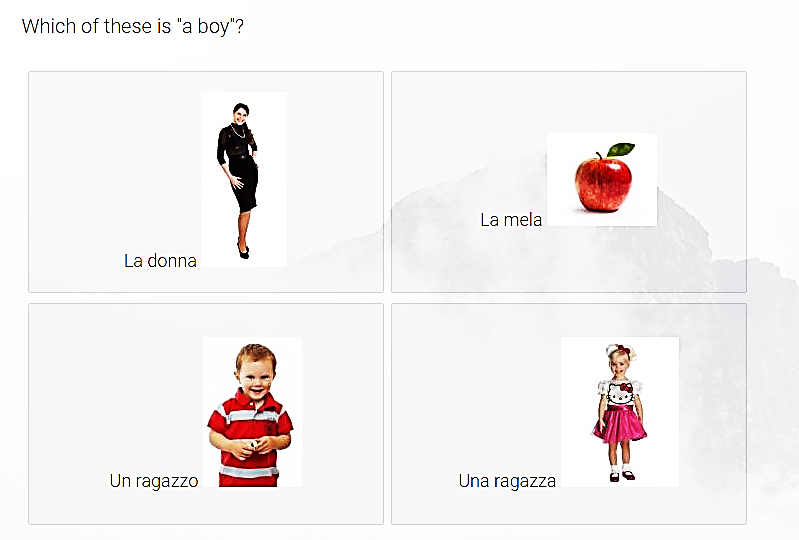 Which of these is "a boy"?
La donna
La mela
Un ragazzo
Una ragazza